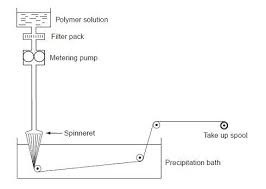 Polymer solution
Filter pack
Metering pump
Spinneret
Take up spool
Precipitation bath